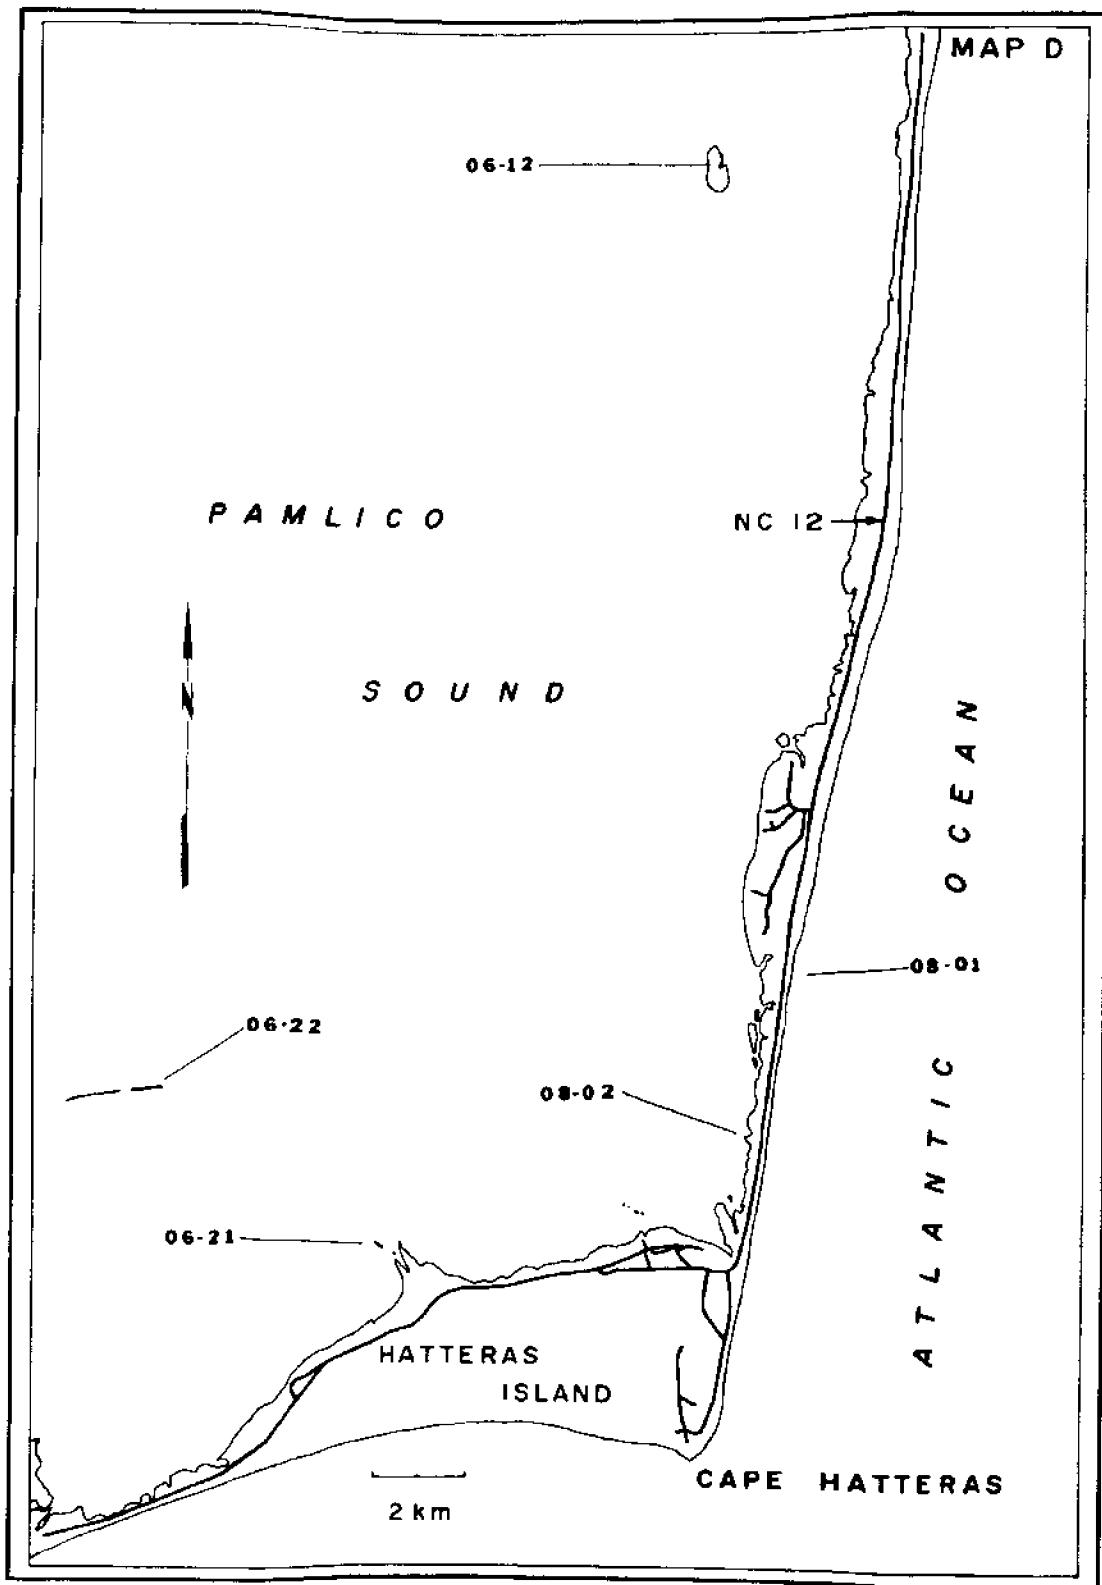 MAP D
06-12
PAMLICO
NC 12
SOUND
N
ATLANTIC OCEAN
08-01
06-22
08-02
06-21
HATTERAS
ISLAND
CAPE HATTERAS
2 km